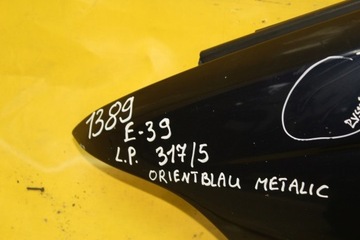 1389
E-39
L.P. 317/5
ORIENTBLAU METALIC